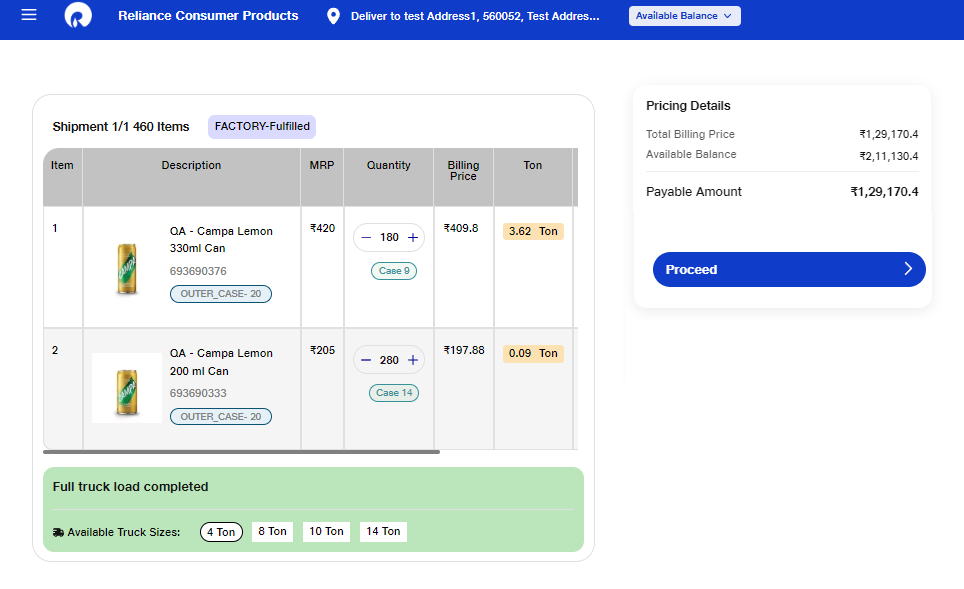 Reliance Consumer Products
Deliver to test Address1, 560052, Test Addres...
Available Balance
Shipment 1/1 460 Items
FACTORY-Fulfilled
Item Description MRP Quantity Billing Price Ton
1
QA - Campa Lemon
330ml Can
693690376
OUTER_CASE- 20
₹420
180
Case 9
₹409.8
3.62 Ton
2
QA - Campa Lemon
200 ml Can
693690333
OUTER_CASE- 20
₹205
280
Case 14
₹197.88
0.09 Ton
Full truck load completed
Available Truck Sizes: 4 Ton 8 Ton 10 Ton 14 Ton
Pricing Details
Total Billing Price ₹1,29,170.4
Available Balance ₹2,11,130.4
Payable Amount ₹1,29,170.4
Proceed